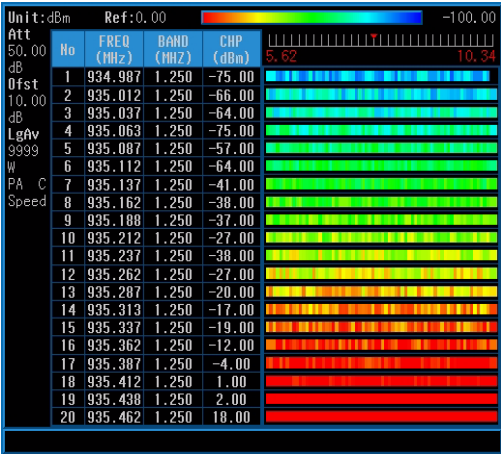 Unit:dBm Ref:0.00 -100.00
Att
50.00
dB
Ofst
10.00
dB
LgAv
9999
W
PA C
Speed
5.62 10.34
No FREQ (MHz) BAND (MHZ) CHP (dBm)
1 934.987 1.250 -75.00
2 935.012 1.250 -66.00
3 935.037 1.250 -64.00
4 935.063 1.250 -75.00
5 935.087 1.250 -57.00
6 935.112 1.250 -64.00
7 935.137 1.250 -41.00
8 935.162 1.250 -38.00
9 935.188 1.250 -37.00
10 935.212 1.250 -27.00
11 935.237 1.250 -38.00
12 935.262 1.250 -27.00
13 935.287 1.250 -20.00
14 935.313 1.250 -17.00
15 935.337 1.250 -19.00
16 935.362 1.250 -12.00
17 935.387 1.250 -4.00
18 935.412 1.250 1.00
19 935.438 1.250 2.00
20 935.462 1.250 18.00